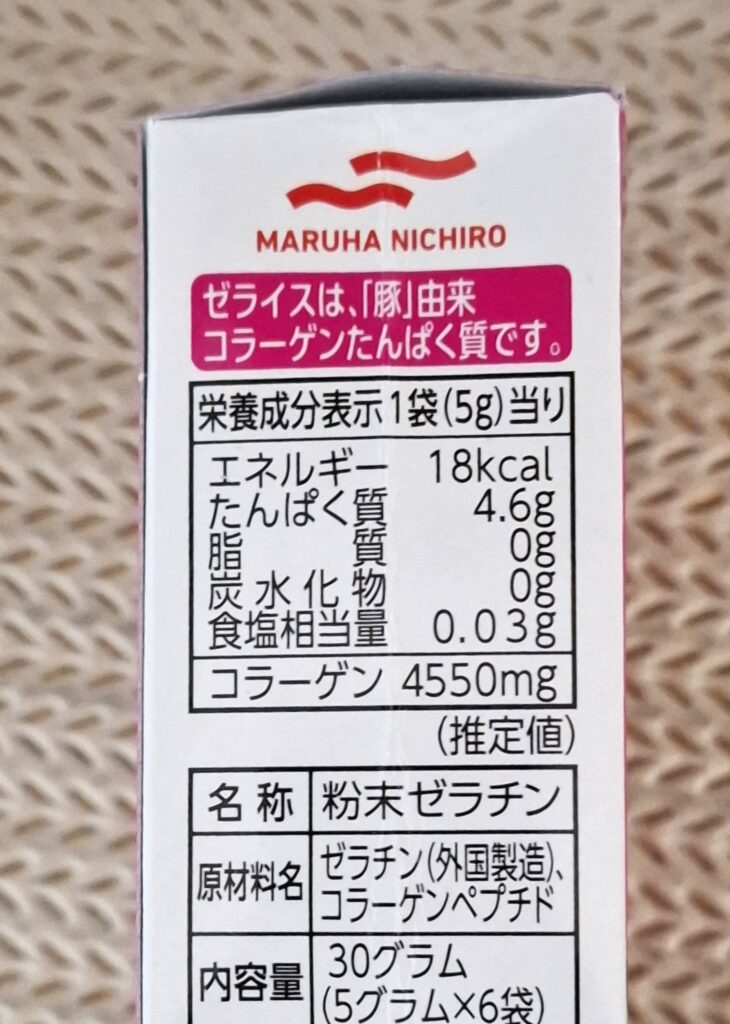 MARUHA NICHIRO
ゼライスは、「豚」由来
コラーゲンたんぱく質です。
栄養成分表示1袋(5g)当り
エネルギー 18kcal
たんぱく質 4.6g
脂質 0g
炭水化物 0g
食塩相当量 0.03g
コラーゲン 4550mg
(推定値)
名称 粉末ゼラチン
原材料名 ゼラチン(外国製造)、
コラーゲンペプチド
内容量 30グラム
(5グラム×6袋)